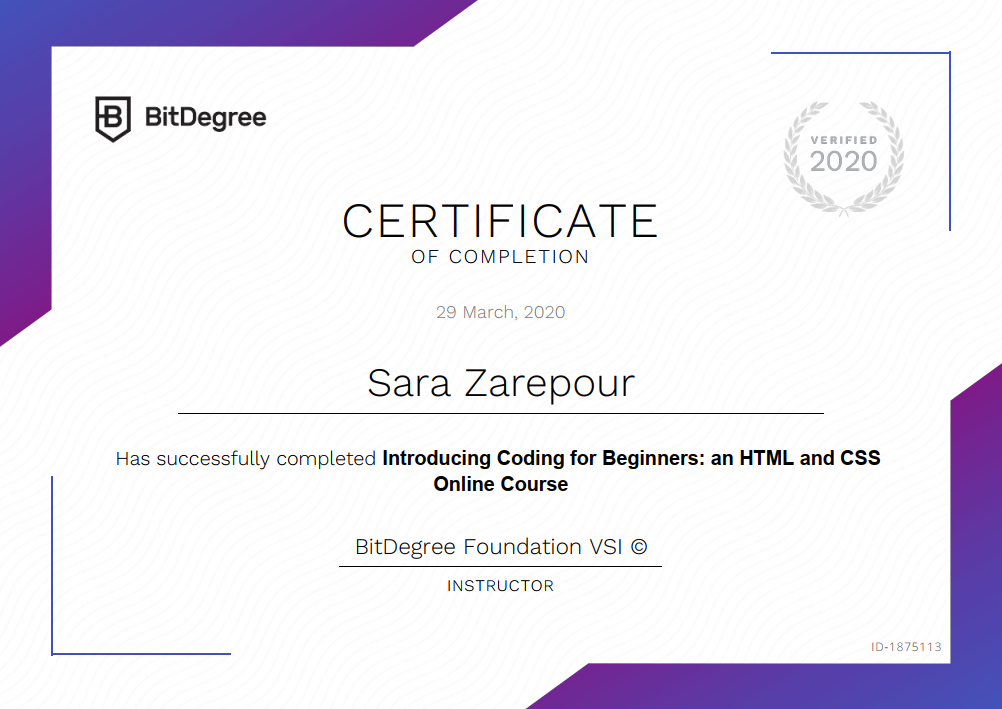 BitDegree
VERIFIED
2020
CERTIFICATE
OF COMPLETION
29 March, 2020
Sara Zarepour
Has successfully completed Introducing Coding for Beginners: an HTML and CSS
Online Course
BitDegree Foundation VSI ©
INSTRUCTOR
ID-1875113